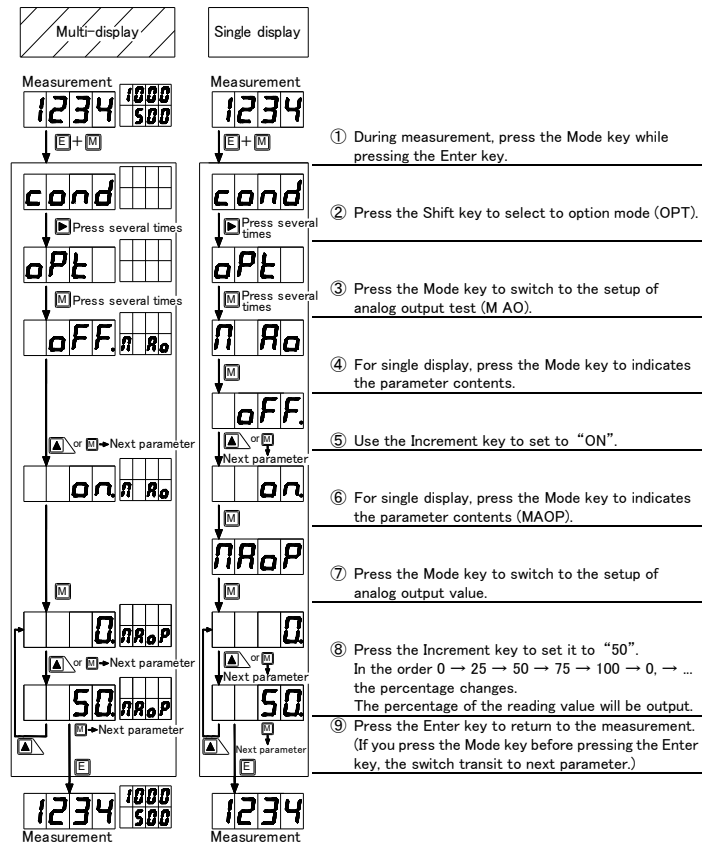 Multi-display
Single display
Measurement
1234
1000
500
Measurement
1234
E + M
E + M
① During measurement, press the Mode key while
pressing the Enter key.
cond
cond
Press several times
Press several
times
② Press the Shift key to select to option mode (OPT).
oPt
oPt
M Press several times
M Press several
times
③ Press the Mode key to switch to the setup of
analog output test (M AO).
oFF.
M Ao
M Ao
M
④ For single display, press the Mode key to indicates
the parameter contents.
oFF.
or M → Next parameter
or M
Next parameter
⑤ Use the Increment key to set to “ON”.
on.
M Ao
on.
M
⑥ For single display, press the Mode key to indicates
the parameter contents (MAOP).
MAoP
M
M
⑦ Press the Mode key to switch to the setup of
analog output value.
0.
MAoP
0.
or M → Next parameter
or M
Next parameter
⑧ Press the Increment key to set it to “50”.
In the order 0 → 25 → 50 → 75 → 100 → 0, → ...
the percentage changes.
The percentage of the reading value will be output.
50.
MAoP
50.
M → Next parameter
M
Next parameter
⑨ Press the Enter key to return to the measurement.
(If you press the Mode key before pressing the Enter
key, the switch transit to next parameter.)
E
E
1234
1000
500
1234
Measurement
Measurement